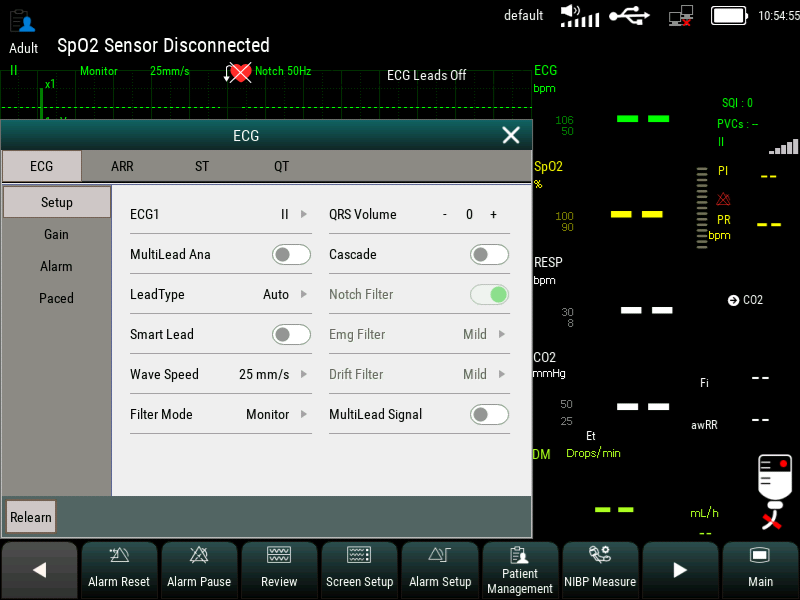 default
10:54:55
Adult
SpO2 Sensor Disconnected
II
Monitor
25mm/s
Notch 50Hz
ECG Leads Off
x1
ECG
bpm
106
50
SQI : 0
PVCs : --
II
ECG
ECG
ARR
ST
QT
SpO2
%
100
90
PI
--
PR
bpm
--
Setup
Gain
Alarm
Paced
ECG1
II
QRS Volume
-
0
+
MultiLead Ana
Cascade
LeadType
Auto
Notch Filter
Smart Lead
Emg Filter
Mild
Wave Speed
25 mm/s
Drift Filter
Mild
Filter Mode
Monitor
MultiLead Signal
RESP
bpm
30
8
CO2
CO2
mmHg
50
25
Fi
--
awRR
--
Et
DM
Drops/min
mL/h
--
Relearn
Alarm Reset
Alarm Pause
Review
Screen Setup
Alarm Setup
Patient
Management
NIBP Measure
Main